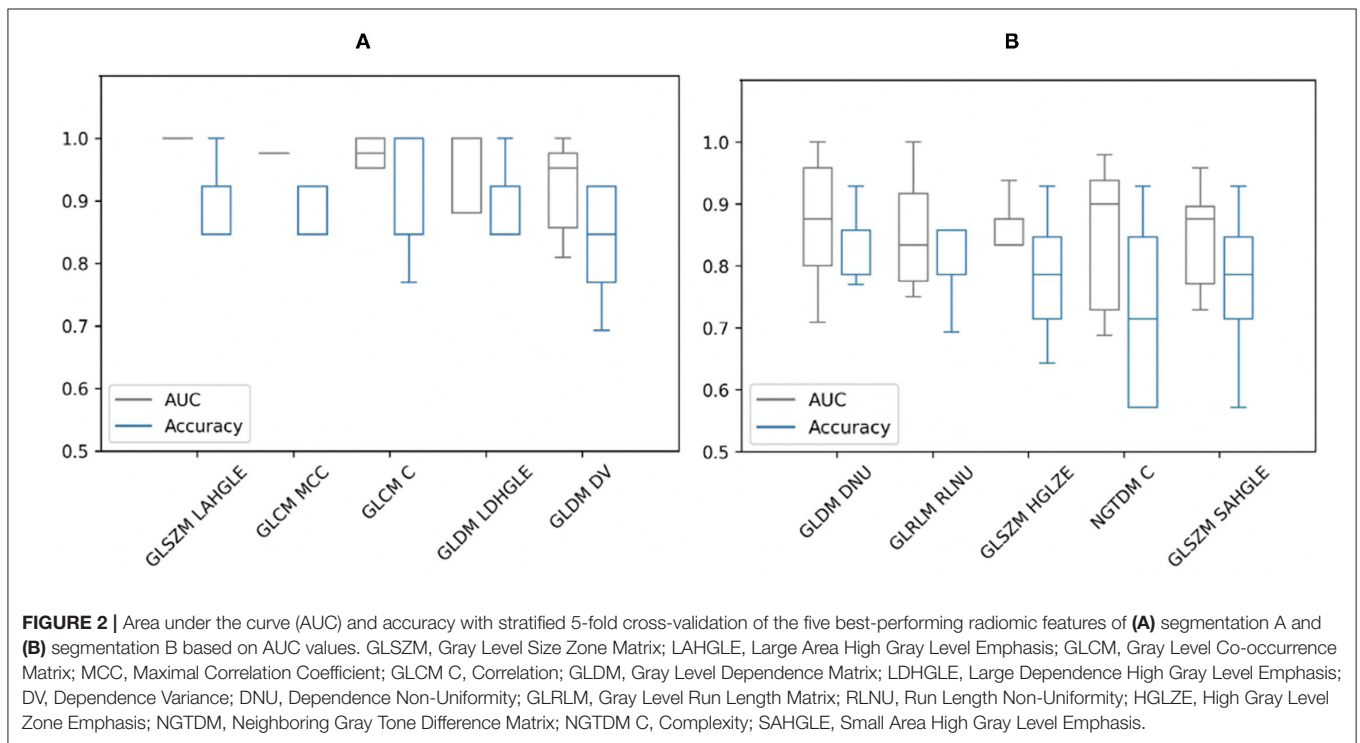 A
1.0
0.9
0.8
0.7
0.6
0.5
AUC
Accuracy
GLSZM LAHGLE
GLCM MCC
GLCM C
GLDM LDHGLE
GLDM DV
B
1.0
0.9
0.8
0.7
0.6
0.5
AUC
Accuracy
GLDM DNU
GLRLM RLNU
GLSZM HGLZE
NGTDM C
GLSZM SAHGLE
FIGURE 2 | Area under the curve (AUC) and accuracy with stratified 5-fold cross-validation of the five best-performing radiomic features of (A) segmentation A and
(B) segmentation B based on AUC values. GLSZM, Gray Level Size Zone Matrix; LAHGLE, Large Area High Gray Level Emphasis; GLCM, Gray Level Co-occurrence
Matrix; MCC, Maximal Correlation Coefficient; GLCM C, Correlation; GLDM, Gray Level Dependence Matrix; LDHGLE, Large Dependence High Gray Level Emphasis;
DV, Dependence Variance; DNU, Dependence Non-Uniformity; GLRLM, Gray Level Run Length Matrix; RLNU, Run Length Non-Uniformity; HGLZE, High Gray Level
Zone Emphasis; NGTDM, Neighboring Gray Tone Difference Matrix; NGTDM C, Complexity; SAHGLE, Small Area High Gray Level Emphasis.